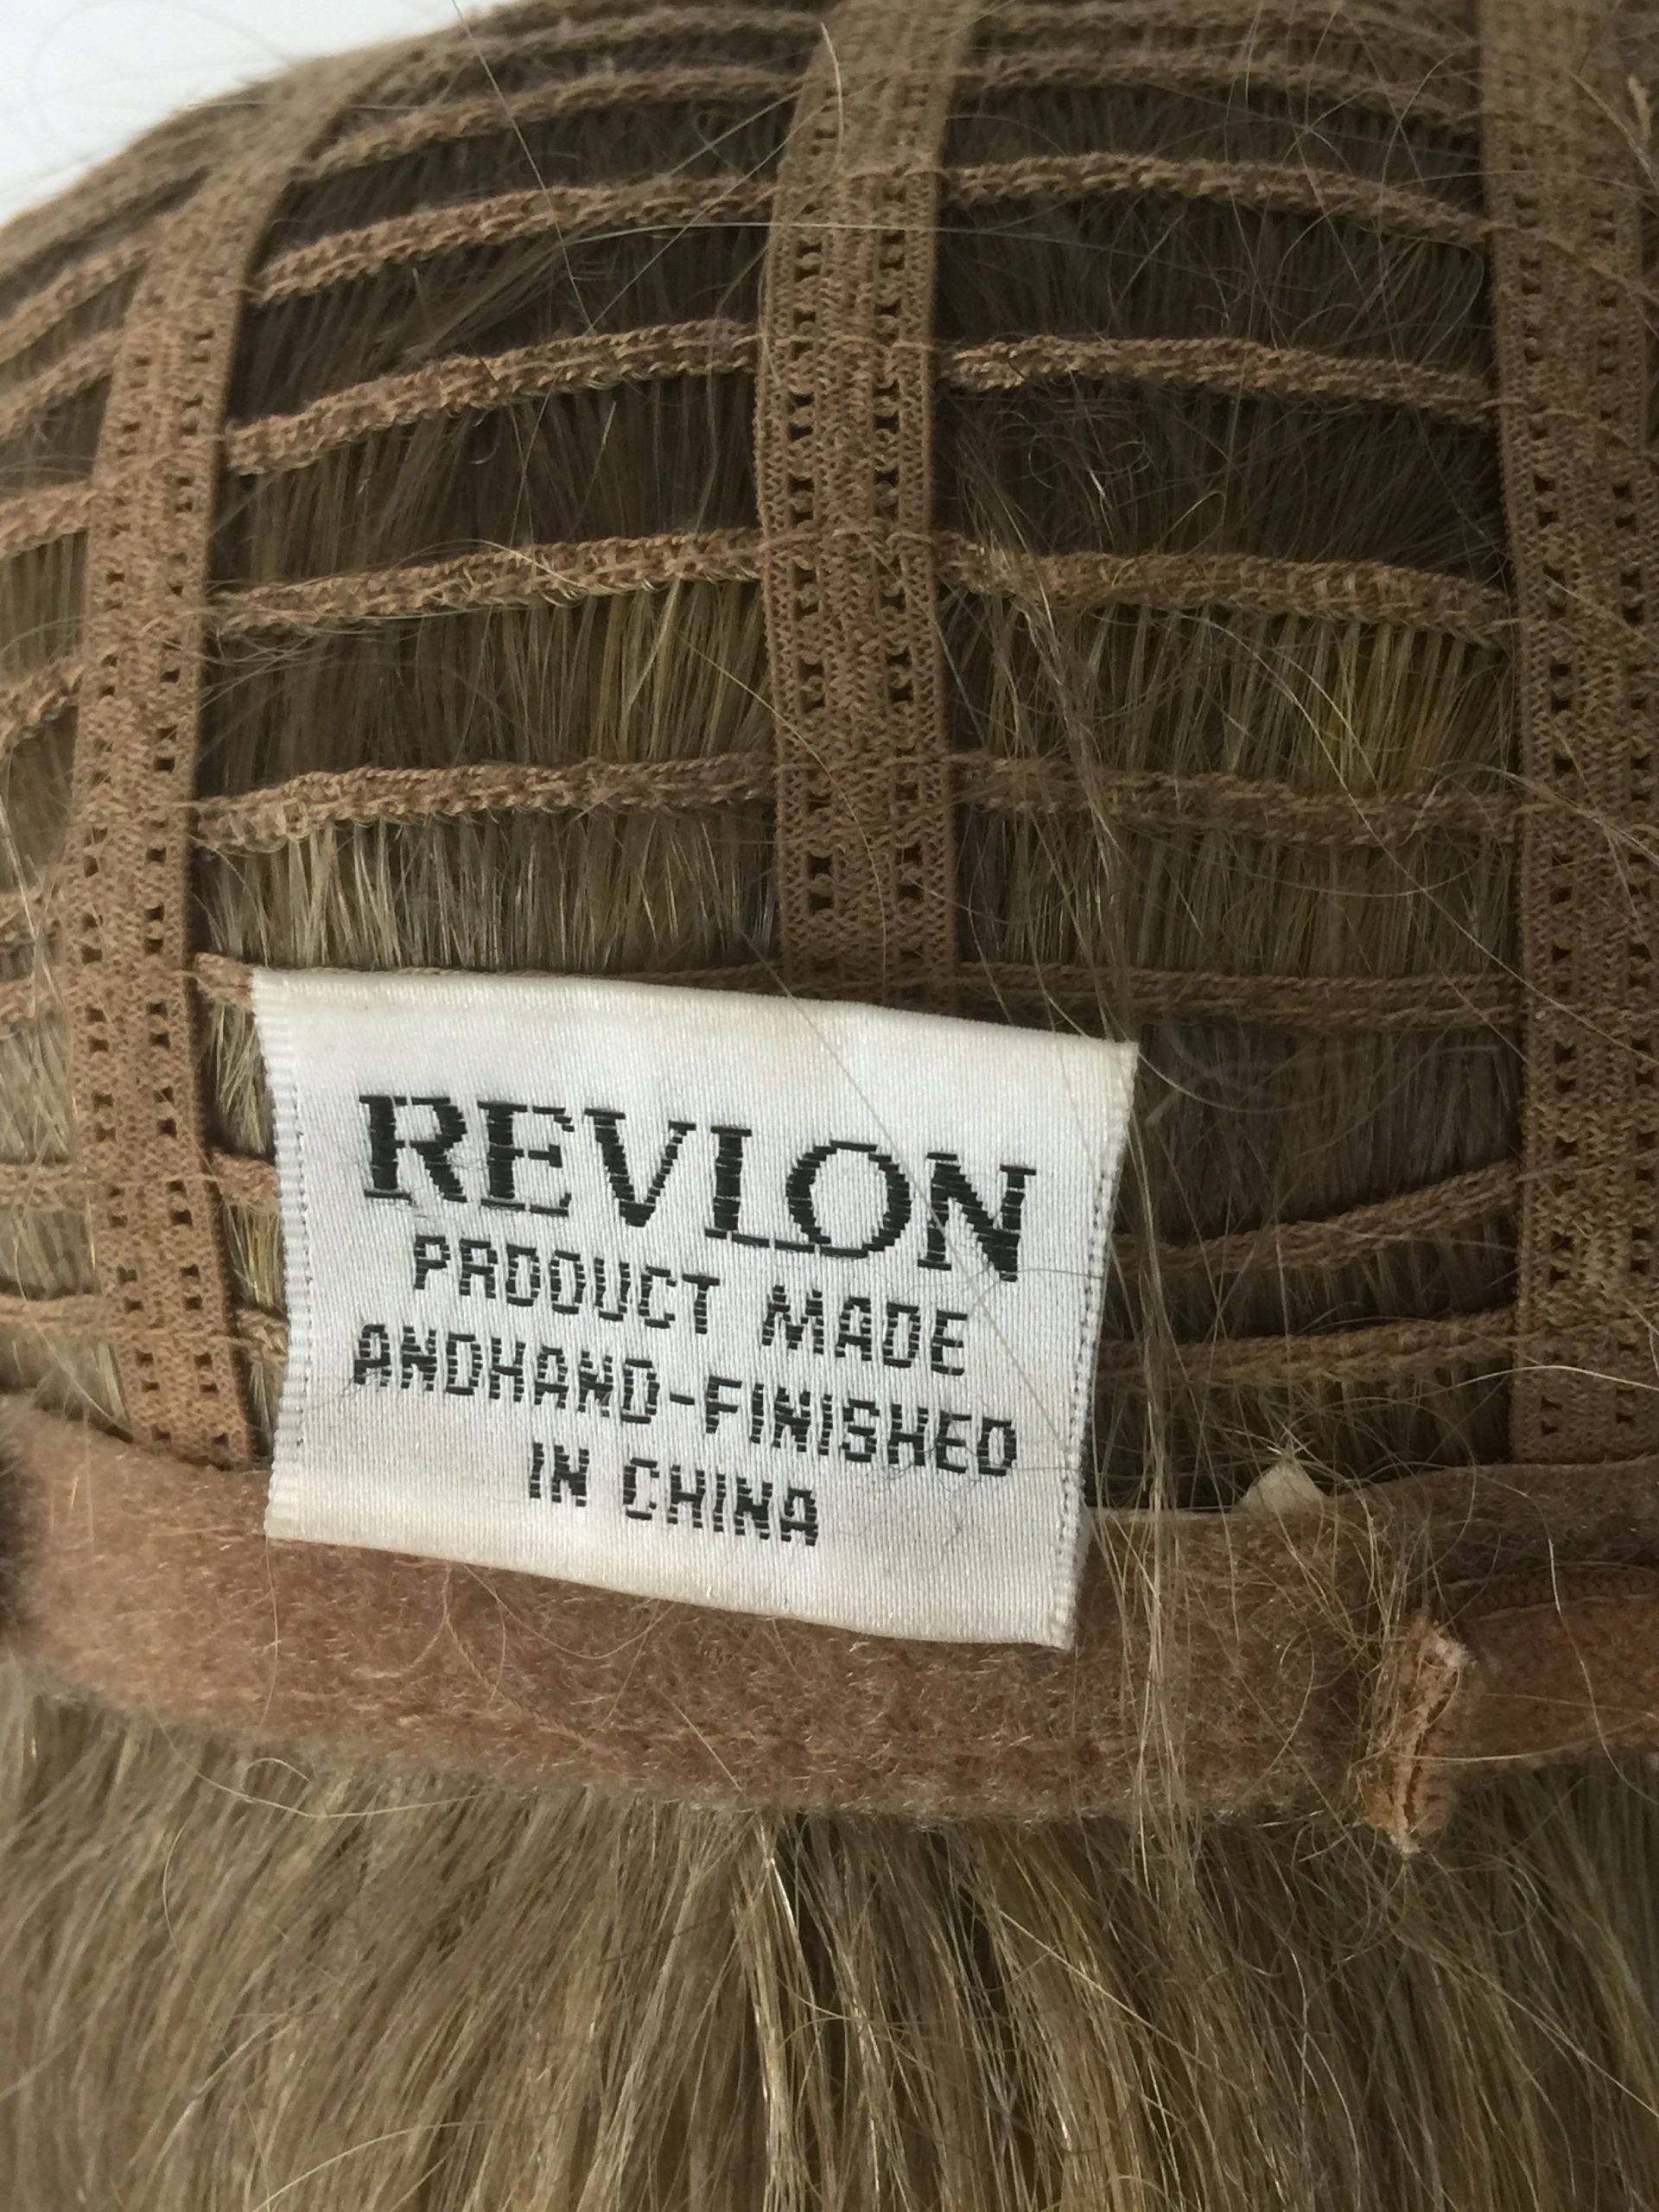 REVLON
PRODUCT MADE
ANDHAND-FINISHED
IN CHINA